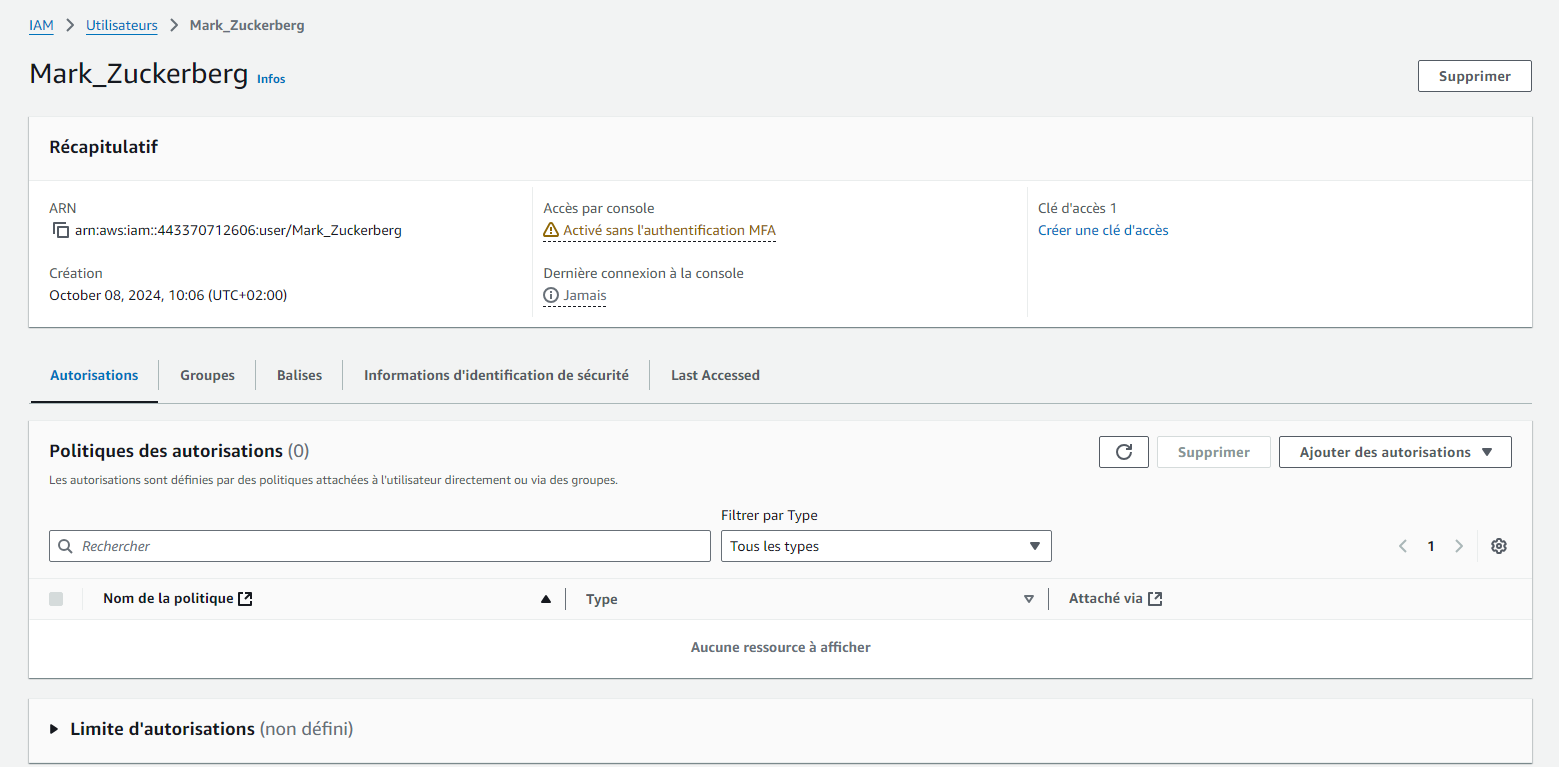 IAM > Utilisateurs > Mark_Zuckerberg
Mark_Zuckerberg Infos
Supprimer
Récapitulatif
ARN
arn:aws:iam::443370712606:user/Mark_Zuckerberg
Création
October 08, 2024, 10:06 (UTC+02:00)
Accès par console
Activé sans l'authentification MFA
Dernière connexion à la console
Jamais
Clé d'accès 1
Créer une clé d'accès
Autorisations Groupes Balises Informations d'identification de sécurité Last Accessed
Politiques des autorisations (0)
Supprimer Ajouter des autorisations
Les autorisations sont définies par des politiques attachées à l'utilisateur directement ou via des groupes.
Filtrer par Type
Rechercher Tous les types 1
Nom de la politique Type Attaché via
Aucune ressource à afficher
Limite d'autorisations (non défini)